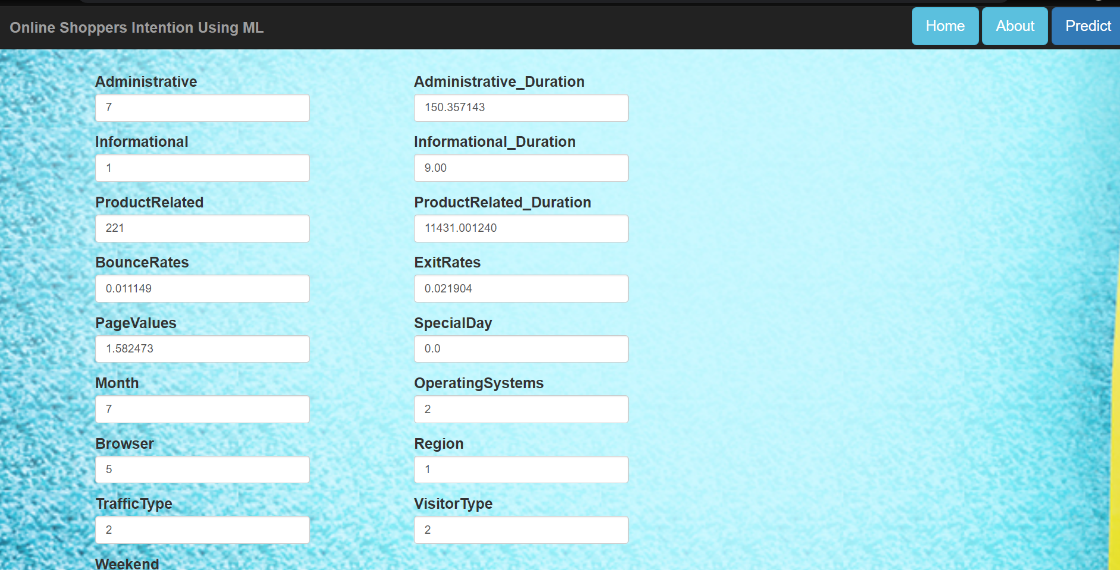 Online Shoppers Intention Using ML
Home About Predict
Administrative Administrative_Duration
7 150.357143
Informational Informational_Duration
1 9.00
ProductRelated ProductRelated_Duration
221 11431.001240
BounceRates ExitRates
0.011149 0.021904
PageValues SpecialDay
1.582473 0.0
Month OperatingSystems
7 2
Browser Region
5 1
TrafficType VisitorType
2 2
Weekend